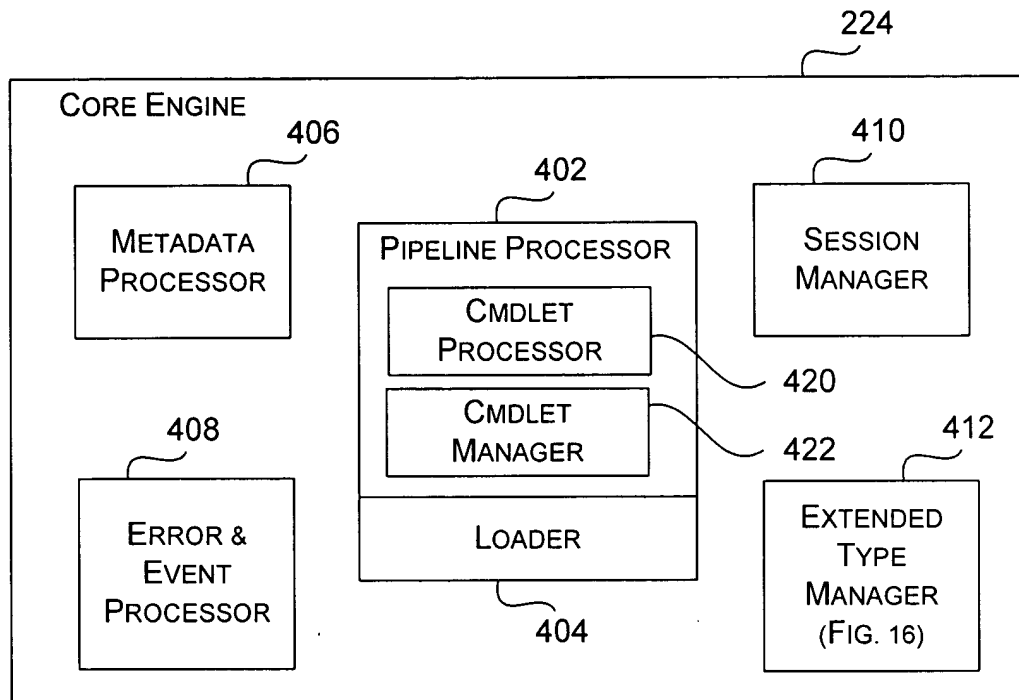 224
CORE ENGINE
406
METADATA
PROCESSOR
402
PIPELINE PROCESSOR
CMDLET
PROCESSOR
420
CMDLET
MANAGER
422
LOADER
404
410
SESSION
MANAGER
408
ERROR &
EVENT
PROCESSOR
412
EXTENDED
TYPE
MANAGER
(FIG. 16)